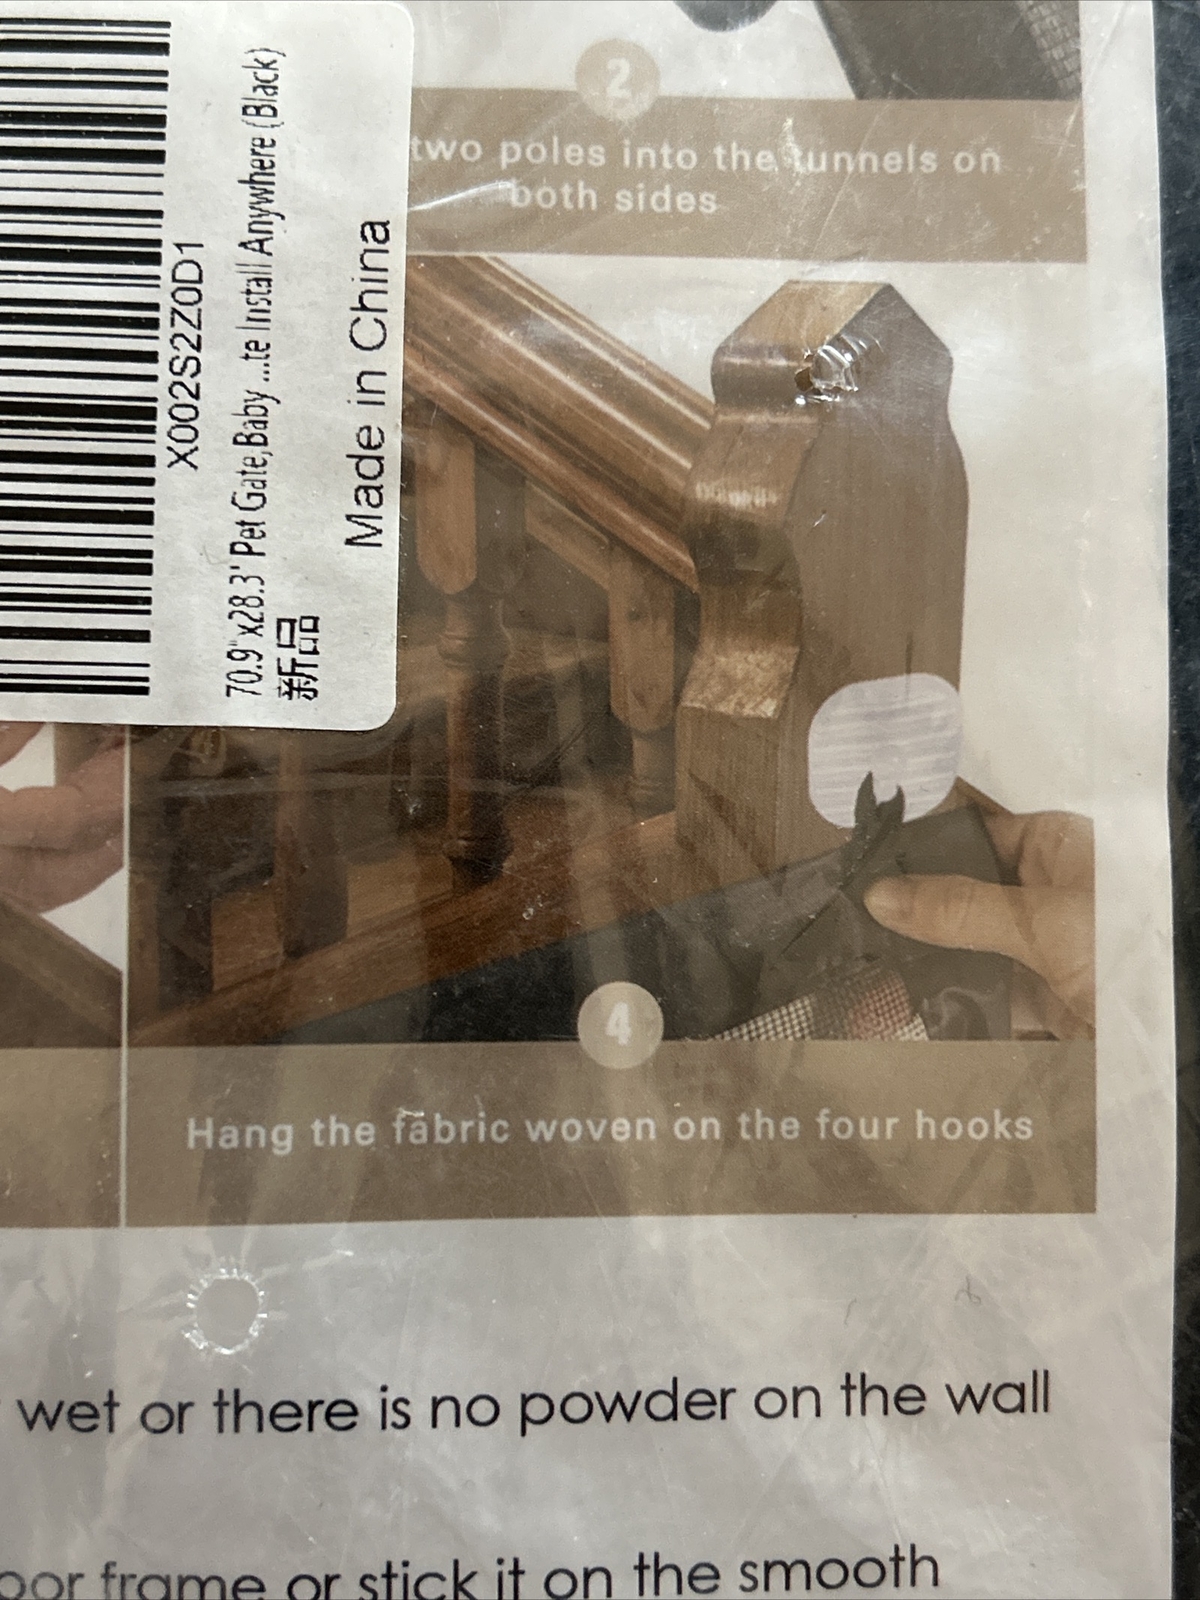 X002S2Z0D1
70.9"x28.3' Pet Gate,Baby ...te Install Anywhere (Black)
新品
Made in China
2
two poles into the tunnels on
both sides
4
Hang the fabric woven on the four hooks
wet or there is no powder on the wall
frame or stick it on the smooth